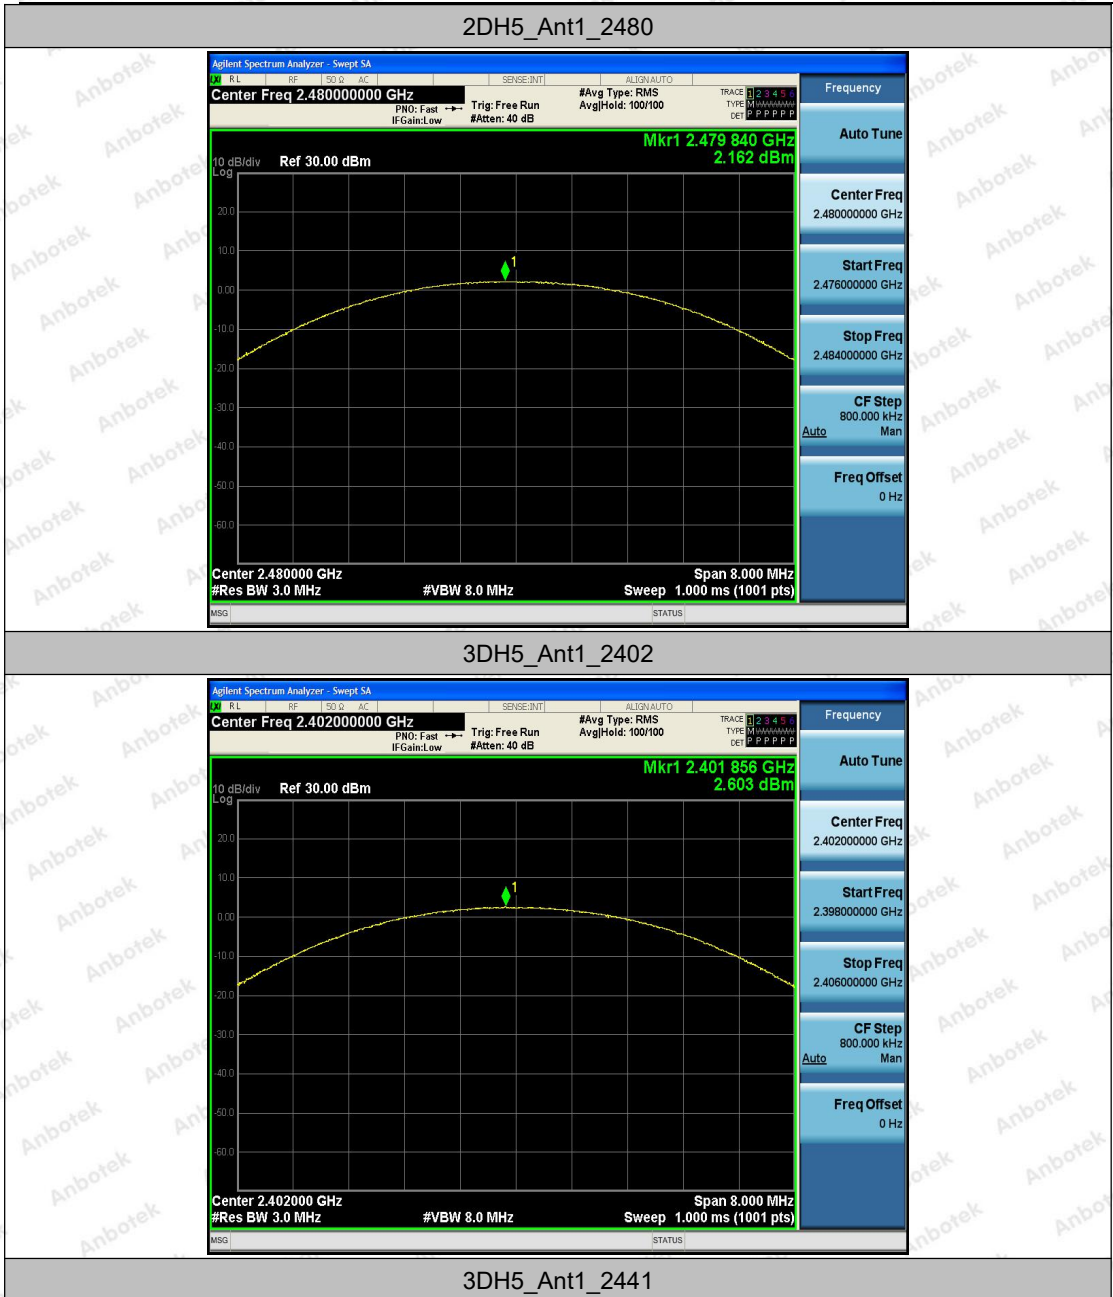 2DH5_Ant1_2480
Agilent Spectrum Analyzer - Swept SA
RL RF 50 Ω AC SENSE:INT ALIGNAUTO
Center Freq 2.480000000 GHz
PNO: Fast
IFGain:Low
Trig: Free Run
#Atten: 40 dB
#Avg Type: RMS
Avg|Hold: 100/100
TRACE 1 2 3 4 5 6
TYPE M
DET P P P P P P
Mkr1 2.479 840 GHz
2.162 dBm
10 dB/div Ref 30.00 dBm
Log
20.0
10.0
0.00
-10.0
-20.0
-30.0
-40.0
-50.0
-60.0
1
Center 2.480000 GHz
Span 8.000 MHz
#Res BW 3.0 MHz #VBW 8.0 MHz Sweep 1.000 ms (1001 pts)
MSG STATUS
Frequency
Auto Tune
Center Freq
2.480000000 GHz
Start Freq
2.476000000 GHz
Stop Freq
2.484000000 GHz
CF Step
800.000 kHz
Auto Man
Freq Offset
0 Hz
3DH5_Ant1_2402
Agilent Spectrum Analyzer - Swept SA
RL RF 50 Ω AC SENSE:INT ALIGNAUTO
Center Freq 2.402000000 GHz
PNO: Fast
IFGain:Low
Trig: Free Run
#Atten: 40 dB
#Avg Type: RMS
Avg|Hold: 100/100
TRACE 1 2 3 4 5 6
TYPE M
DET P P P P P P
Mkr1 2.401 856 GHz
2.603 dBm
10 dB/div Ref 30.00 dBm
Log
20.0
10.0
0.00
-10.0
-20.0
-30.0
-40.0
-50.0
-60.0
1
Center 2.402000 GHz
Span 8.000 MHz
#Res BW 3.0 MHz #VBW 8.0 MHz Sweep 1.000 ms (1001 pts)
MSG STATUS
Frequency
Auto Tune
Center Freq
2.402000000 GHz
Start Freq
2.398000000 GHz
Stop Freq
2.406000000 GHz
CF Step
800.000 kHz
Auto Man
Freq Offset
0 Hz
3DH5_Ant1_2441